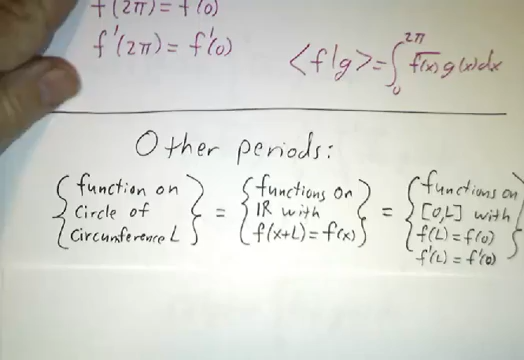 f(2π) = f(0)
f'(2π) = f'(0)
<f|g> = ∫₀^2π f̅(̅x̅)̅ g(x) dx
Other periods:
{function on Circle of Circumference L} = {functions on ℝ with f(x+L) = f(x)} = {functions on [0,L] with f(L) = f(0) f'(L) = f'(0)}